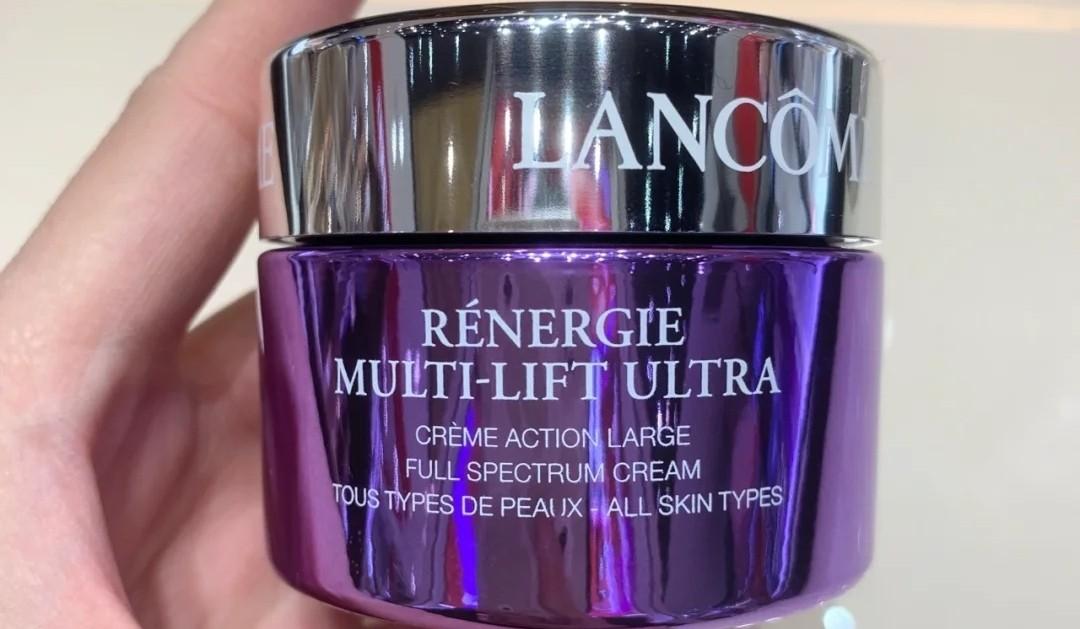 LANCÔM
RÉNERGIE
MULTI-LIFT ULTRA
CRÈME ACTION LARGE
FULL SPECTRUM CREAM
TOUS TYPES DE PEAUX - ALL SKIN TYPES